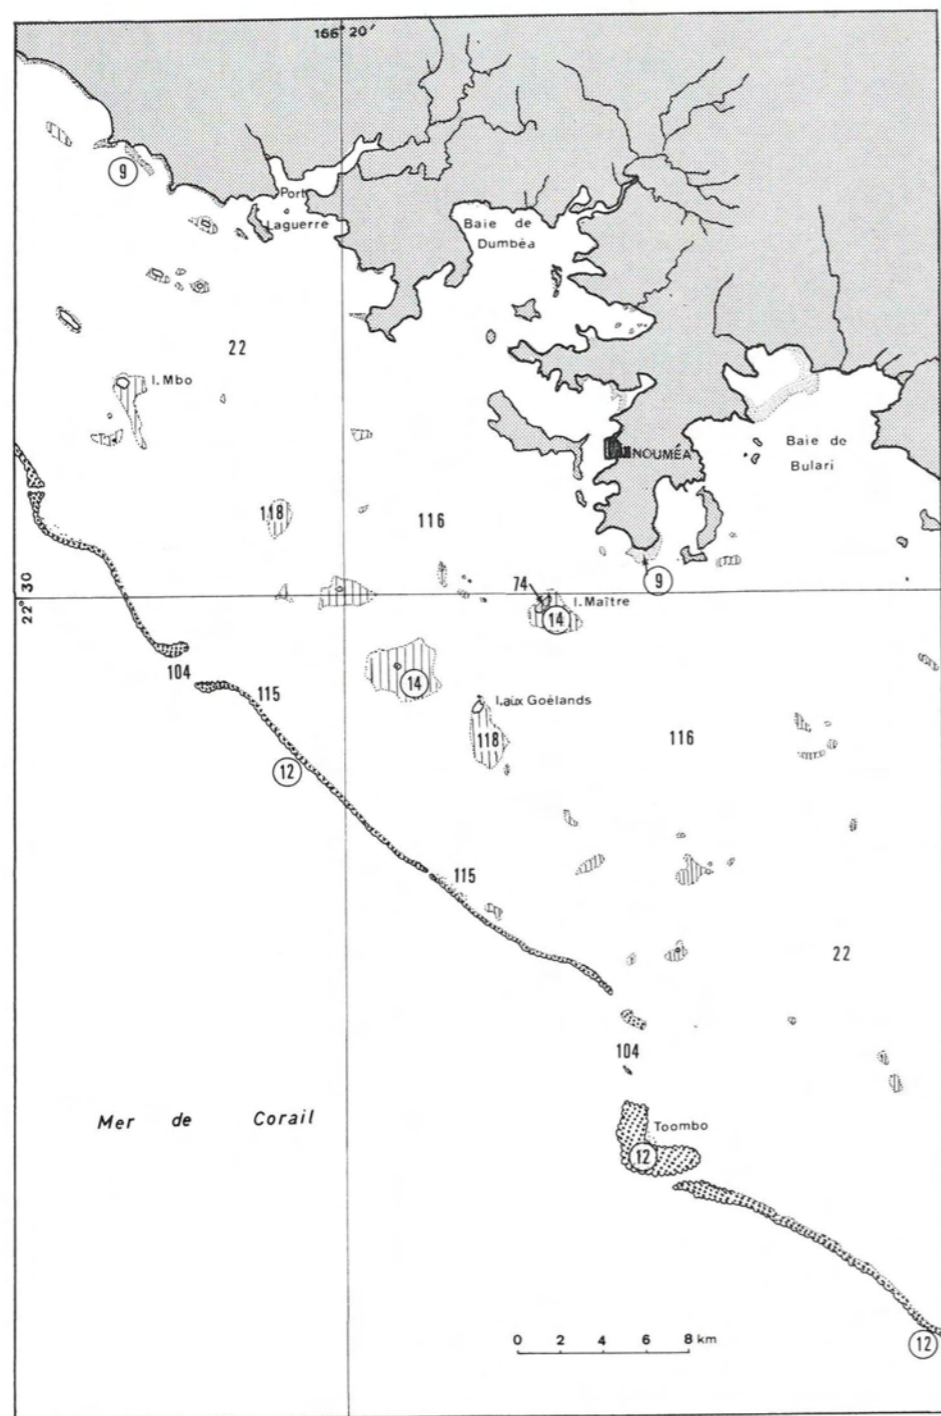 166° 20'
9
Port
Laguerre
Baie de
Dumbéa
22
I. Mbo
NOUMÉA
Baie de
Bulari
118
116
9
22° 30
74
I. Maître
14
104
115
14
I. aux Goëlands
118
116
12
115
22
104
Mer de Corail
Toombo
12
0 2 4 6 8 km
12